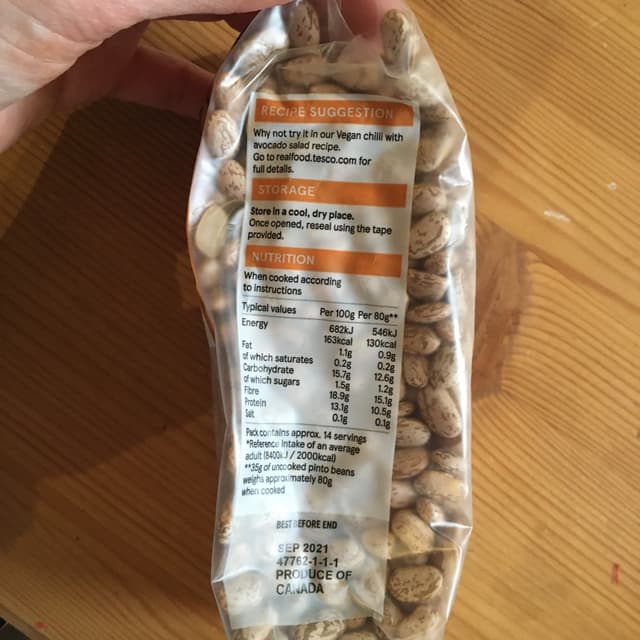 RECIPE SUGGESTION
Why not try it in our Vegan chilli with
avocado salad recipe.
Go to realfood.tesco.com for
full details.
STORAGE
Store in a cool, dry place.
Once opened, reseal using the tape
provided.
NUTRITION
When cooked according
to instructions
Typical values Per 100g Per 80g**
Energy 682kJ 546kJ
163kcal 130kcal
Fat 1.1g 0.9g
of which saturates 0.2g 0.2g
Carbohydrate 15.7g 12.6g
of which sugars 1.5g 1.2g
Fibre 18.9g 15.1g
Protein 13.1g 10.5g
Salt 0.1g 0.1g
Pack contains approx. 14 servings
*Reference intake of an average
adult (8400kJ / 2000kcal)
**35g of uncooked pinto beans
weighs approximately 80g
when cooked
BEST BEFORE END
SEP 2021
47762-1-1-1
PRODUCE OF
CANADA